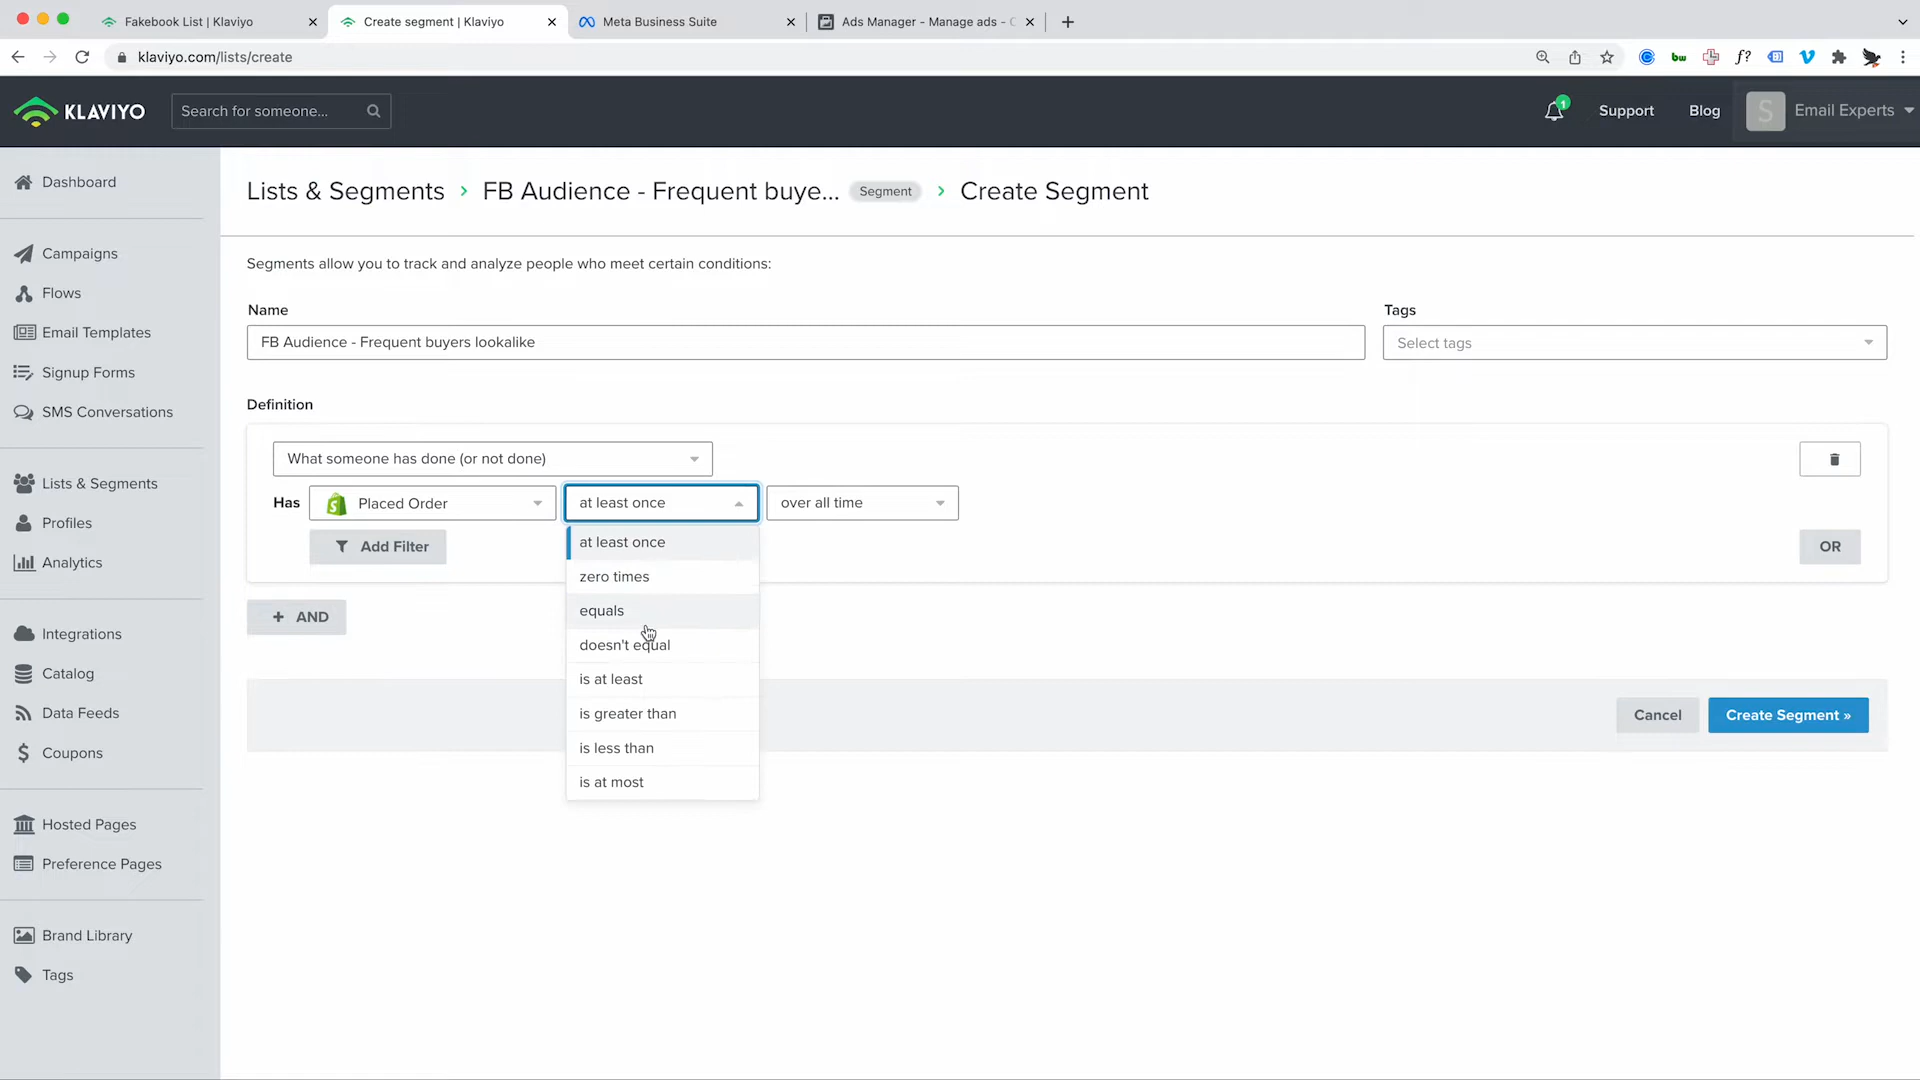 Fakebook List | Klaviyo
Create segment | Klaviyo
Meta Business Suite
Ads Manager - Manage ads - C
klaviyo.com/lists/create
bw
f?
KLAVIYO
Search for someone...
1
Support
Blog
S
Email Experts
Dashboard
Campaigns
Flows
Email Templates
Signup Forms
SMS Conversations
Lists & Segments
Profiles
Analytics
Integrations
Catalog
Data Feeds
Coupons
Hosted Pages
Preference Pages
Brand Library
Tags
Lists & Segments > FB Audience - Frequent buye... Segment > Create Segment
Segments allow you to track and analyze people who meet certain conditions:
Name
FB Audience - Frequent buyers lookalike
Tags
Select tags
Definition
What someone has done (or not done)
Has Placed Order at least once over all time
Add Filter
OR
at least once
zero times
equals
doesn't equal
is at least
is greater than
is less than
is at most
+ AND
Cancel
Create Segment »